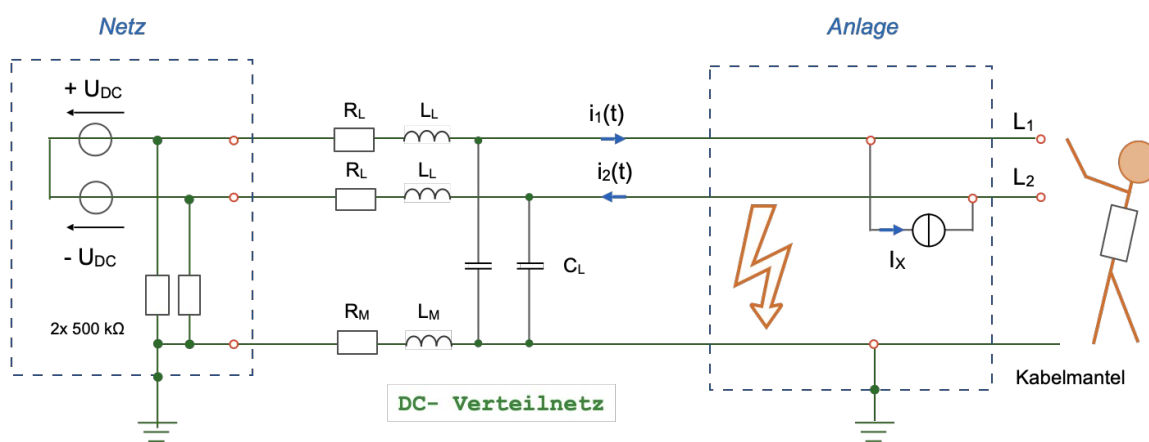 Netz
Anlage
+ UDC
RL
LL
i1(t)
L1
RL
LL
i2(t)
L2
- UDC
IX
CL
2x 500 kΩ
RM
LM
Kabelmantel
DC- Verteilnetz